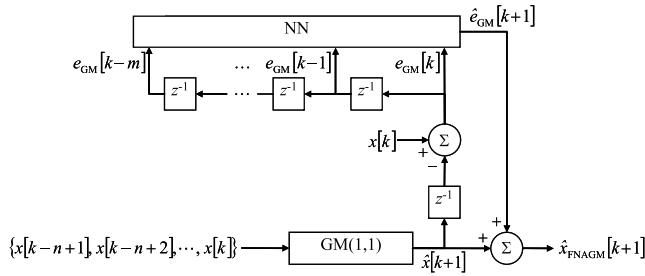 NN
ê_GM[k+1]
e_GM[k−m]
…
e_GM[k−1]
e_GM[k]
z⁻¹
…
z⁻¹
z⁻¹
x[k]
Σ
+
−
z⁻¹
{x[k−n+1], x[k−n+2],⋯, x[k]}
GM(1,1)
x̂[k+1]
+
+
Σ
x̂_FNAGM[k+1]